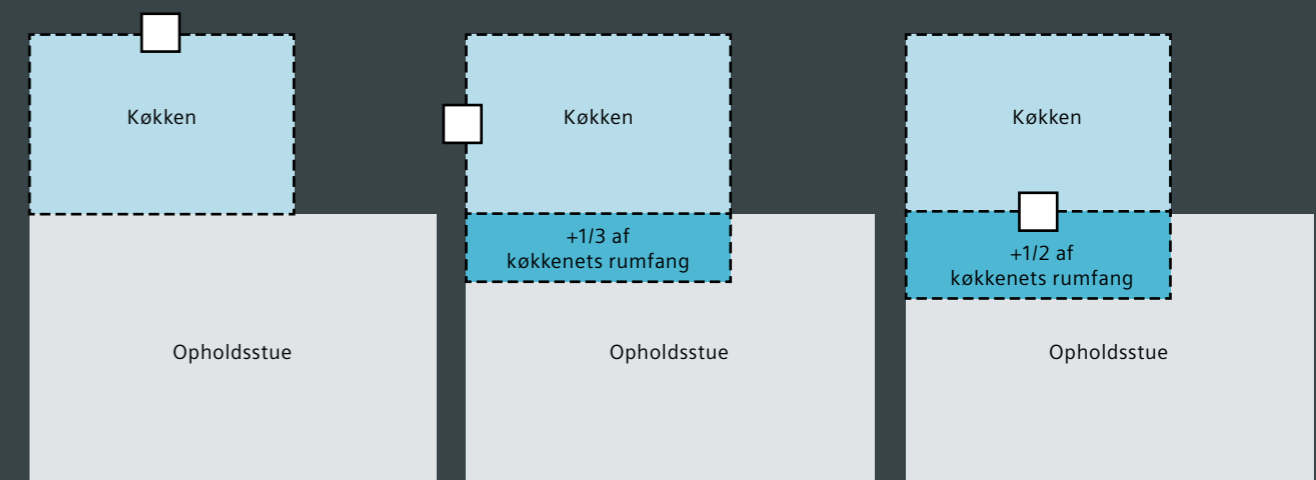 Køkken
Opholdsstue
Køkken
+1/3 af
køkkenets rumfang
Opholdsstue
Køkken
+1/2 af
køkkenets rumfang
Opholdsstue